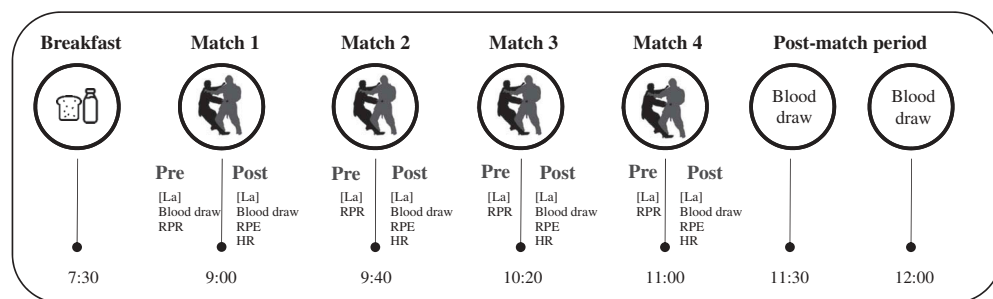 Breakfast
Match 1
Match 2
Match 3
Match 4
Post-match period
Blood
draw
Blood
draw
Pre
[La]
Blood draw
RPR
Post
[La]
Blood draw
RPE
HR
Pre
[La]
RPR
Post
[La]
Blood draw
RPE
HR
Pre
[La]
RPR
Post
[La]
Blood draw
RPE
HR
Pre
[La]
RPR
Post
[La]
Blood draw
RPE
HR
7:30
9:00
9:40
10:20
11:00
11:30
12:00